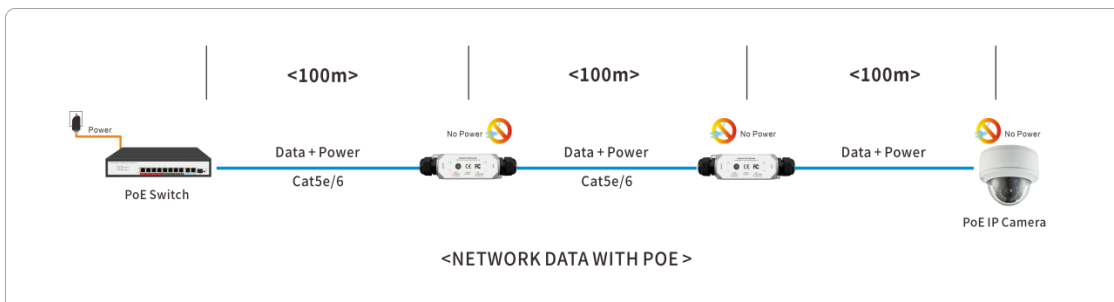 <100m>
<100m>
<100m>
Power
No Power
No Power
No Power
Data + Power
Data + Power
Data + Power
Cat5e/6
Cat5e/6
PoE Switch
PoE IP Camera
<NETWORK DATA WITH POE >